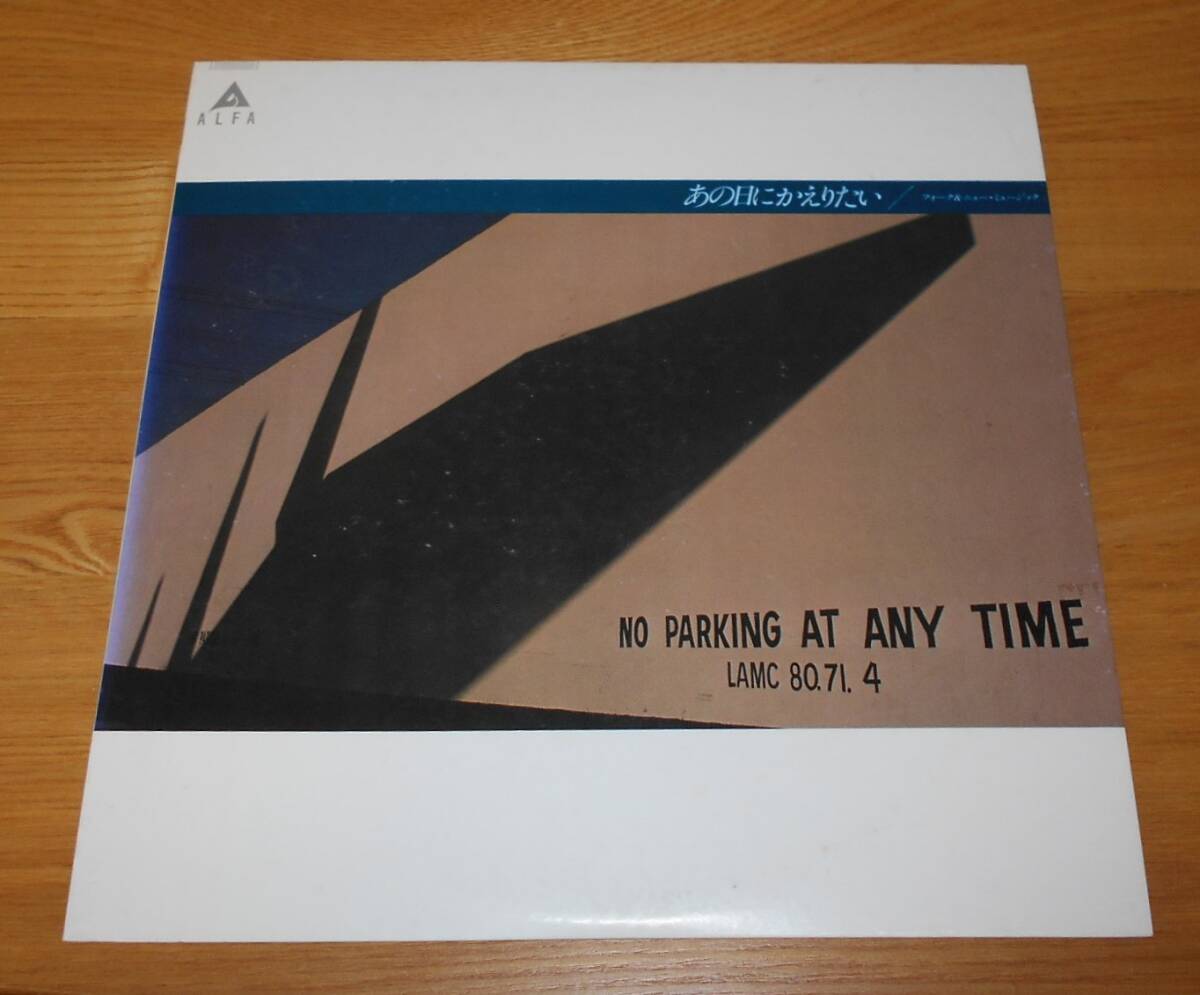 ALFA
あの日にかえりたい / フォーク&ニュー・ミュージック
NO PARKING AT ANY TIME
LAMC 80.71.4